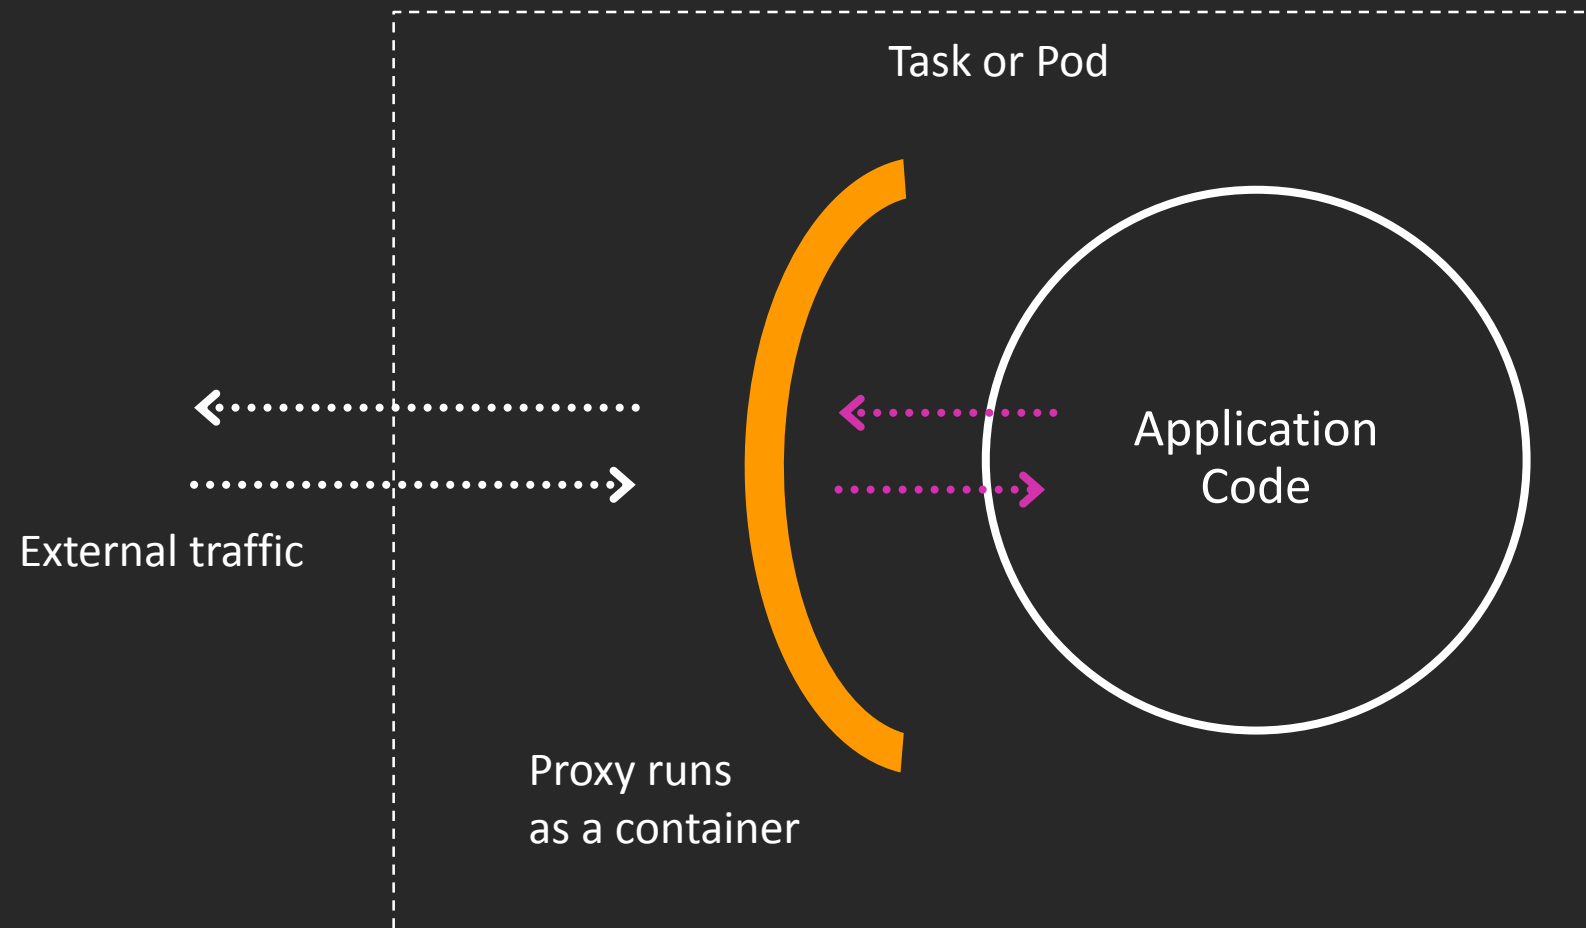 Task or Pod
Application
Code
External traffic
Proxy runs
as a container